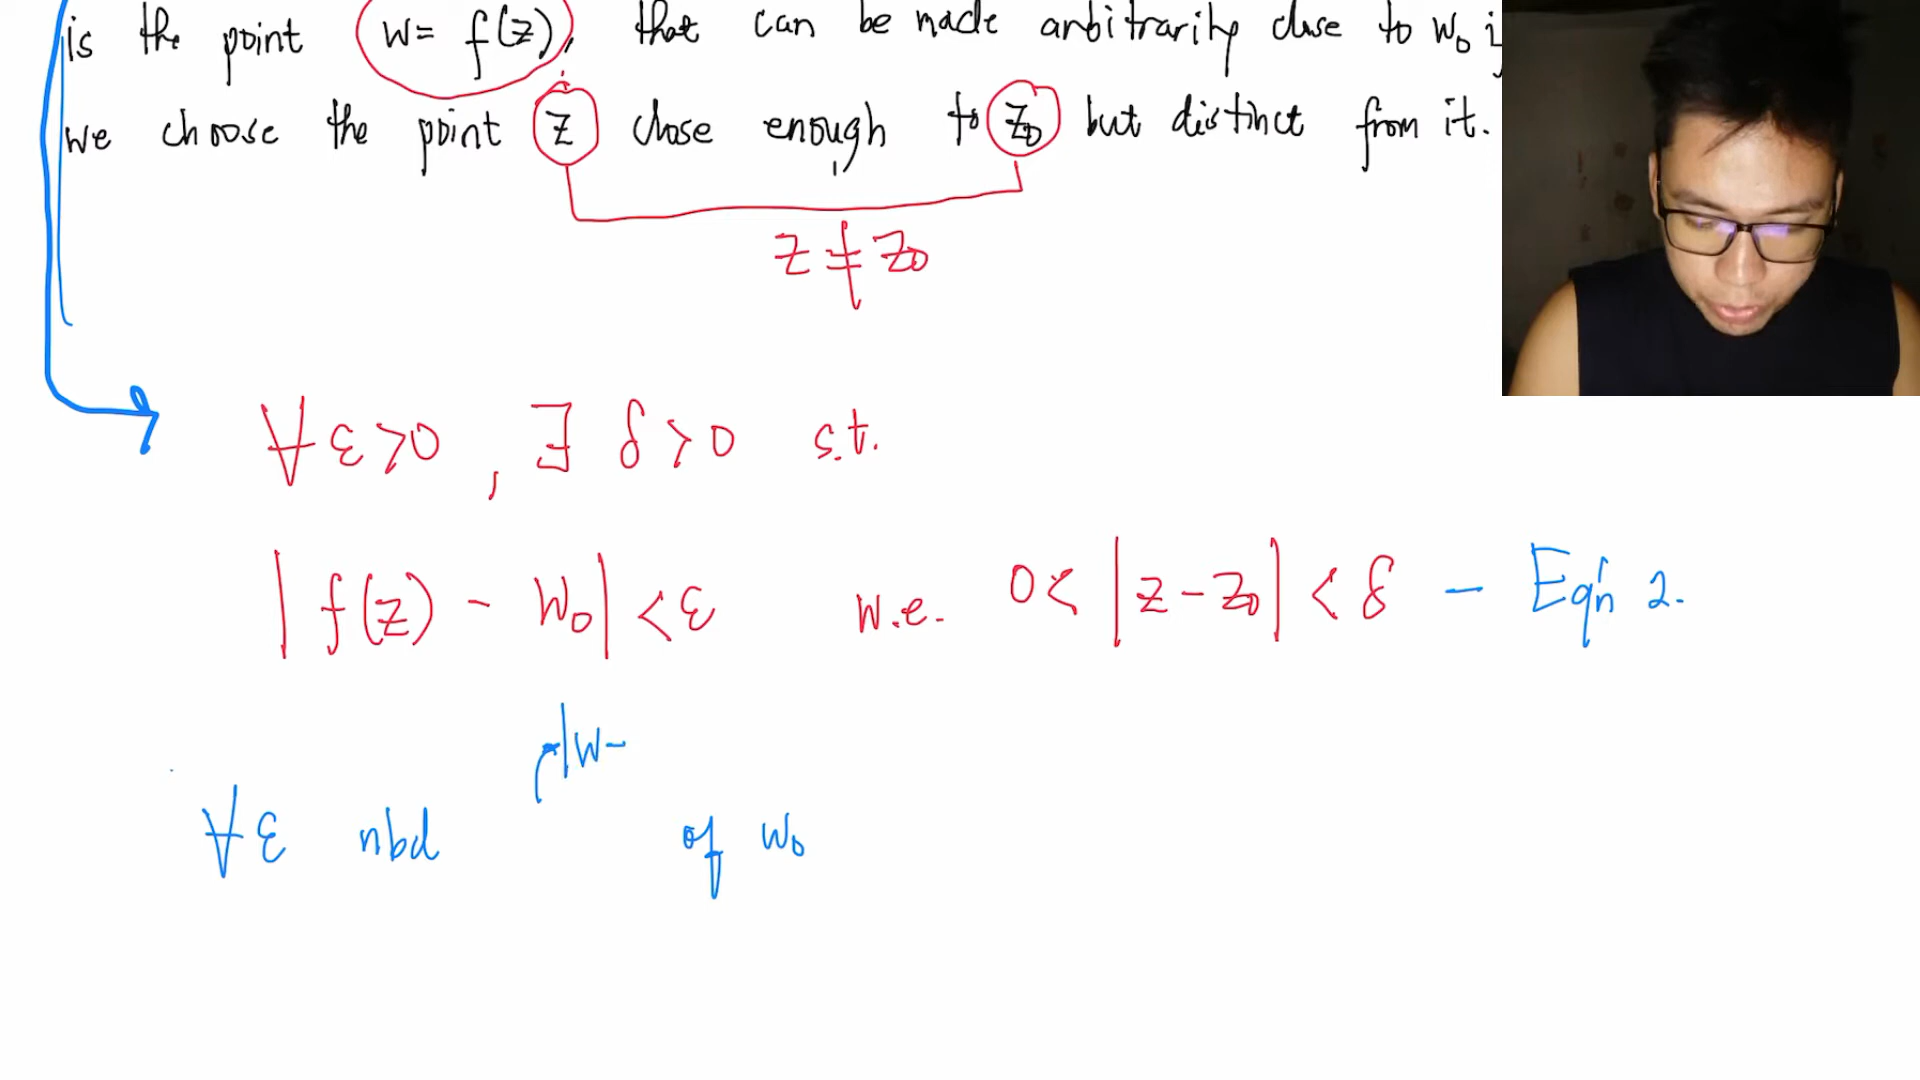 is the point w= f(z), that can be made arbitrarity close to w₀
we choose the point z close enough to z₀ but distinct from it.
z ≠ z₀
∀ε>0, ∃ δ>0 s.t.
|f(z) - w₀| <ε w.e. 0< |z-z₀| < δ - Eqn 2.
|w-
∀ε nbd of w₀